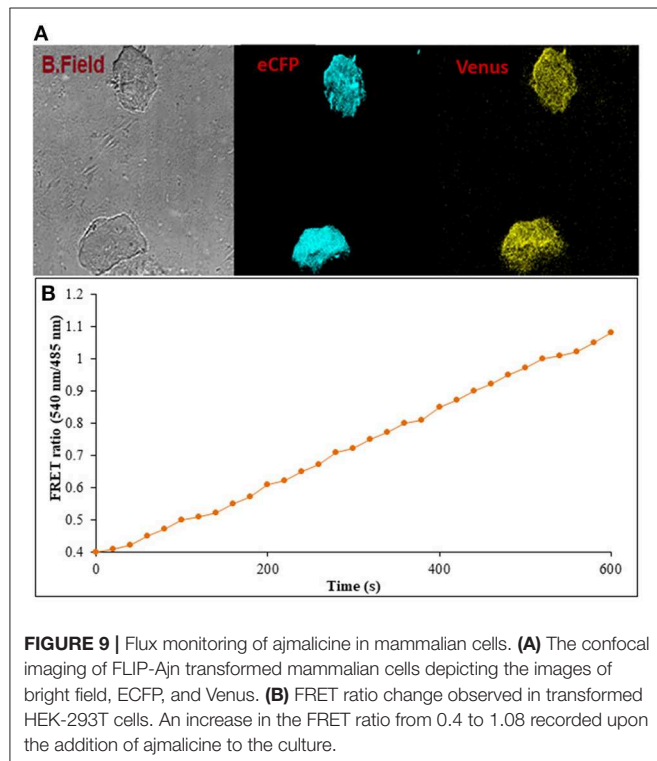 A
B.Field eCFP Venus
B
FRET ratio (540 nm/485 nm)
1.2
1.1
1
0.9
0.8
0.7
0.6
0.5
0.4
0 200 400 600
Time (s)
FIGURE 9 | Flux monitoring of ajmalicine in mammalian cells. (A) The confocal
imaging of FLIP-Ajn transformed mammalian cells depicting the images of
bright field, ECFP, and Venus. (B) FRET ratio change observed in transformed
HEK-293T cells. An increase in the FRET ratio from 0.4 to 1.08 recorded upon
the addition of ajmalicine to the culture.